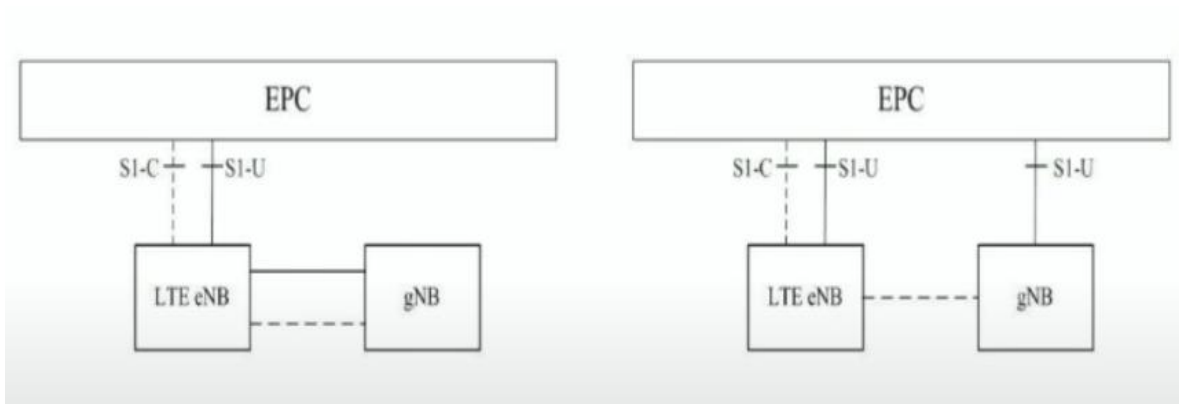 EPC
S1-C
S1-U
LTE eNB
gNB
EPC
S1-C
S1-U
S1-U
LTE eNB
gNB